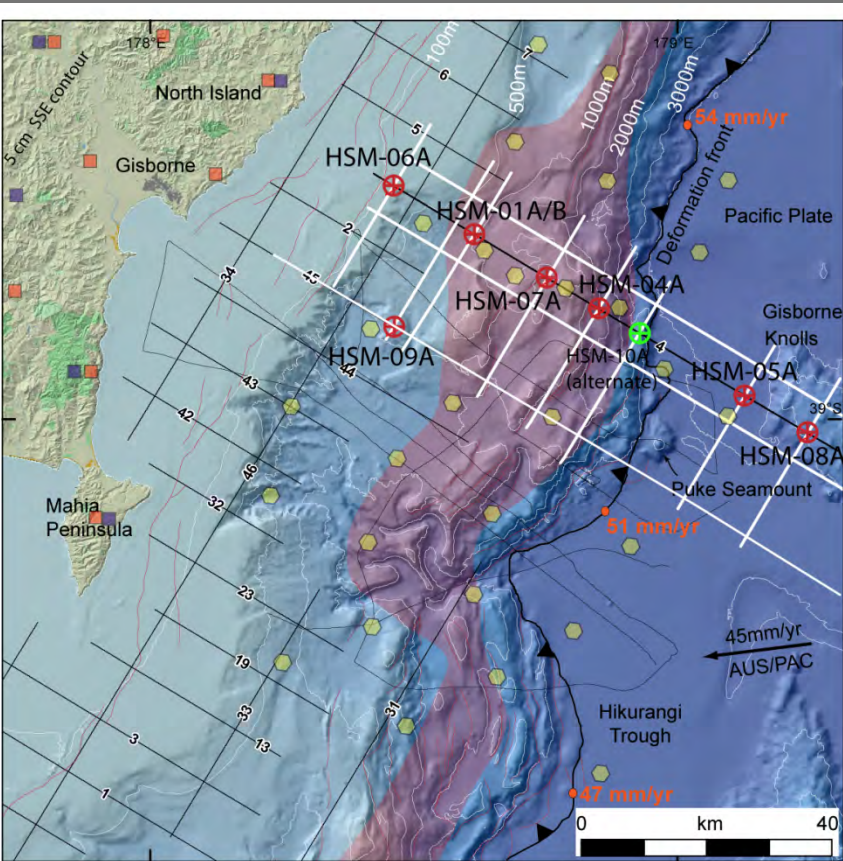 178°E
179°E
7
6
100m
500m
1000m
2000m
3000m
54 mm/yr
5 cm SSE contour
North Island
Gisborne
5
HSM-06A
Deformation front
Pacific Plate
HSM-01A/B
2
34
45
HSM-07A
HSM-04A
Gisborne
Knolls
HSM-09A
HSM-10A
(alternate)
4
HSM-05A
39°S
43
44
42
HSM-08A
46
Puke Seamount
32
Mahia
Peninsula
51 mm/yr
23
45mm/yr
AUS/PAC
19
33
31
13
3
Hikurangi
Trough
1
47 mm/yr
0 km 40